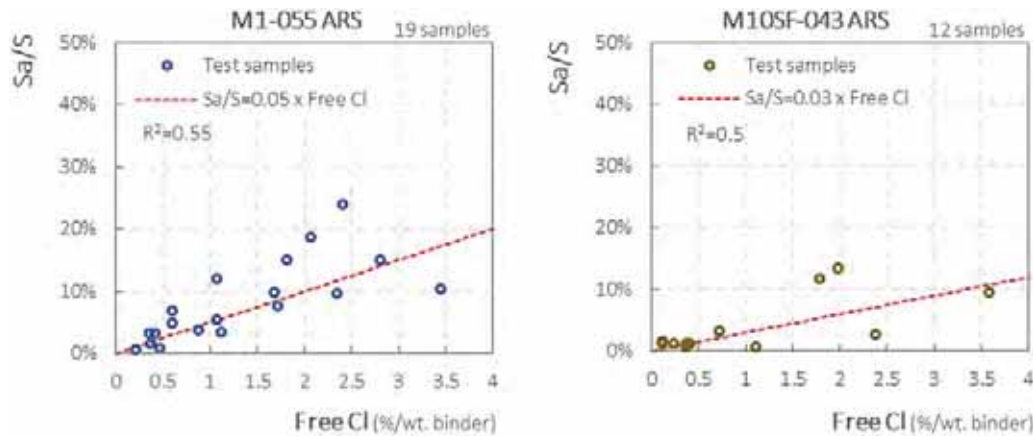 M1-055 ARS
19 samples
Sa/S
50%
40%
30%
20%
10%
0%
Test samples
Sa/S=0.05 x Free Cl
R²=0.55
0 0.5 1 1.5 2 2.5 3 3.5 4
Free Cl (%/wt. binder)
M10SF-043 ARS
12 samples
Sa/S
50%
40%
30%
20%
10%
0%
Test samples
Sa/S=0.03 x Free Cl
R²=0.5
0 0.5 1 1.5 2 2.5 3 3.5 4
Free Cl (%/wt. binder)